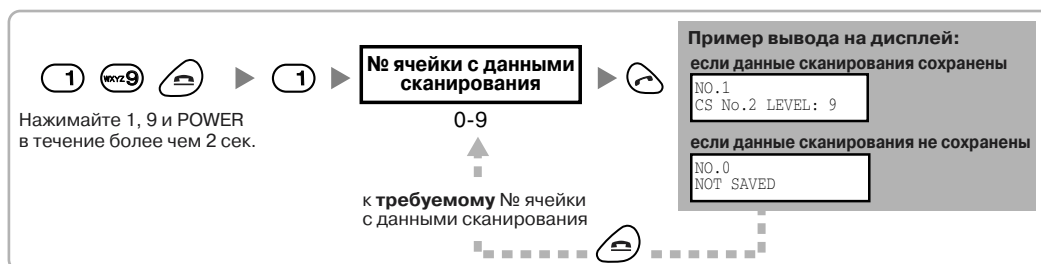 1) wxyz9 1)
Нажимайте 1, 9 и POWER
в течение более чем 2 сек.
№ ячейки с данными
сканирования
0-9
к требуемому № ячейки
с данными сканирования
Пример вывода на дисплей:
если данные сканирования сохранены
NO.1
CS No.2 LEVEL: 9
если данные сканирования не сохранены
NO.0
NOT SAVED